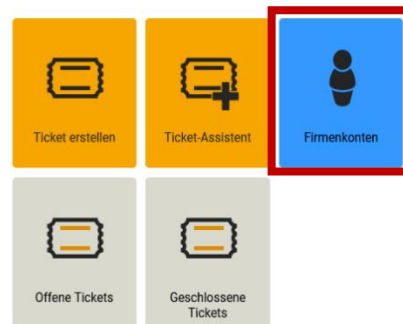 Ticket erstellen
Ticket-Assistent
Firmenkonten
Offene Tickets
Geschlossene
Tickets